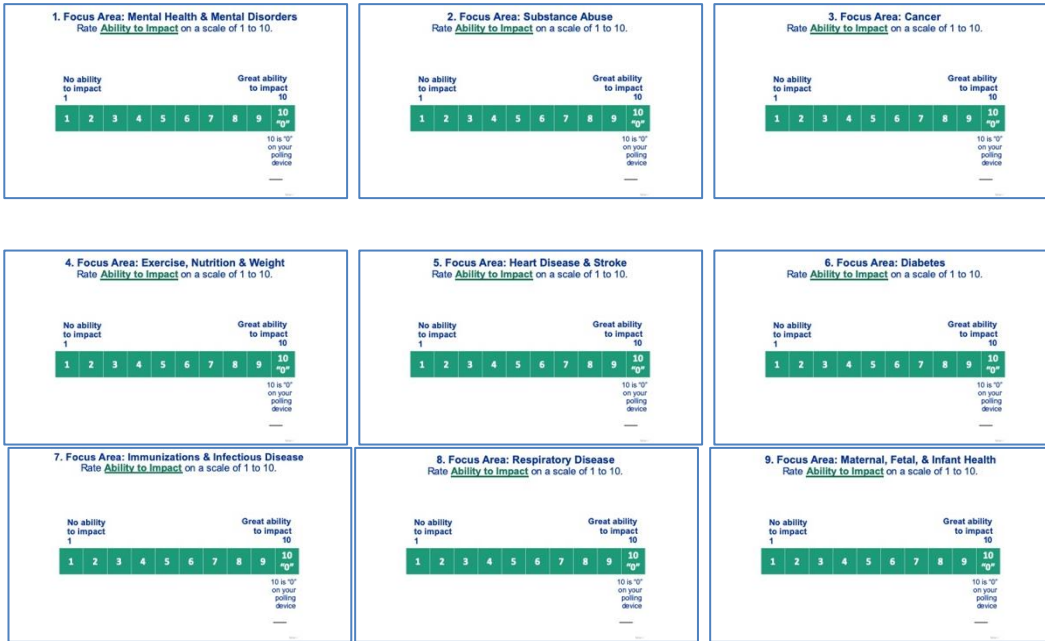 1. Focus Area: Mental Health & Mental Disorders
Rate Ability to Impact on a scale of 1 to 10.
No ability
to impact
1
Great ability
to impact
10
1 2 3 4 5 6 7 8 9 10
"0"
10 is "0"
on your
polling
device
2. Focus Area: Substance Abuse
Rate Ability to Impact on a scale of 1 to 10.
No ability
to impact
1
Great ability
to impact
10
1 2 3 4 5 6 7 8 9 10
"0"
10 is "0"
on your
polling
device
3. Focus Area: Cancer
Rate Ability to Impact on a scale of 1 to 10.
No ability
to impact
1
Great ability
to impact
10
1 2 3 4 5 6 7 8 9 10
"0"
10 is "0"
on your
polling
device
4. Focus Area: Exercise, Nutrition & Weight
Rate Ability to Impact on a scale of 1 to 10.
No ability
to impact
1
Great ability
to impact
10
1 2 3 4 5 6 7 8 9 10
"0"
10 is "0"
on your
polling
device
5. Focus Area: Heart Disease & Stroke
Rate Ability to Impact on a scale of 1 to 10.
No ability
to impact
1
Great ability
to impact
10
1 2 3 4 5 6 7 8 9 10
"0"
10 is "0"
on your
polling
device
6. Focus Area: Diabetes
Rate Ability to Impact on a scale of 1 to 10.
No ability
to impact
1
Great ability
to impact
10
1 2 3 4 5 6 7 8 9 10
"0"
10 is "0"
on your
polling
device
7. Focus Area: Immunizations & Infectious Disease
Rate Ability to Impact on a scale of 1 to 10.
No ability
to impact
1
Great ability
to impact
10
1 2 3 4 5 6 7 8 9 10
"0"
10 is "0"
on your
polling
device
8. Focus Area: Respiratory Disease
Rate Ability to Impact on a scale of 1 to 10.
No ability
to impact
1
Great ability
to impact
10
1 2 3 4 5 6 7 8 9 10
"0"
10 is "0"
on your
polling
device
9. Focus Area: Maternal, Fetal, & Infant Health
Rate Ability to Impact on a scale of 1 to 10.
No ability
to impact
1
Great ability
to impact
10
1 2 3 4 5 6 7 8 9 10
"0"
10 is "0"
on your
polling
device